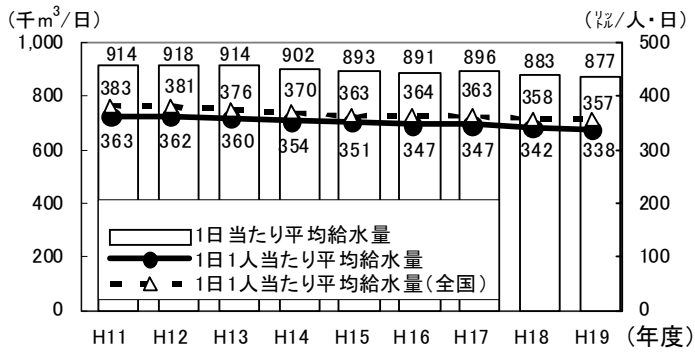 (千m³/日) (リットル/人・日)
1,000 914 918 914 902 893 891 896 883 877 500
800 383 381 376 370 363 364 363 358 357 400
600 363 362 360 354 351 347 347 342 338 300
400 200
1日当たり平均給水量
200 1日1人当たり平均給水量 100
1日1人当たり平均給水量(全国)
0 0
H11 H12 H13 H14 H15 H16 H17 H18 H19 (年度)